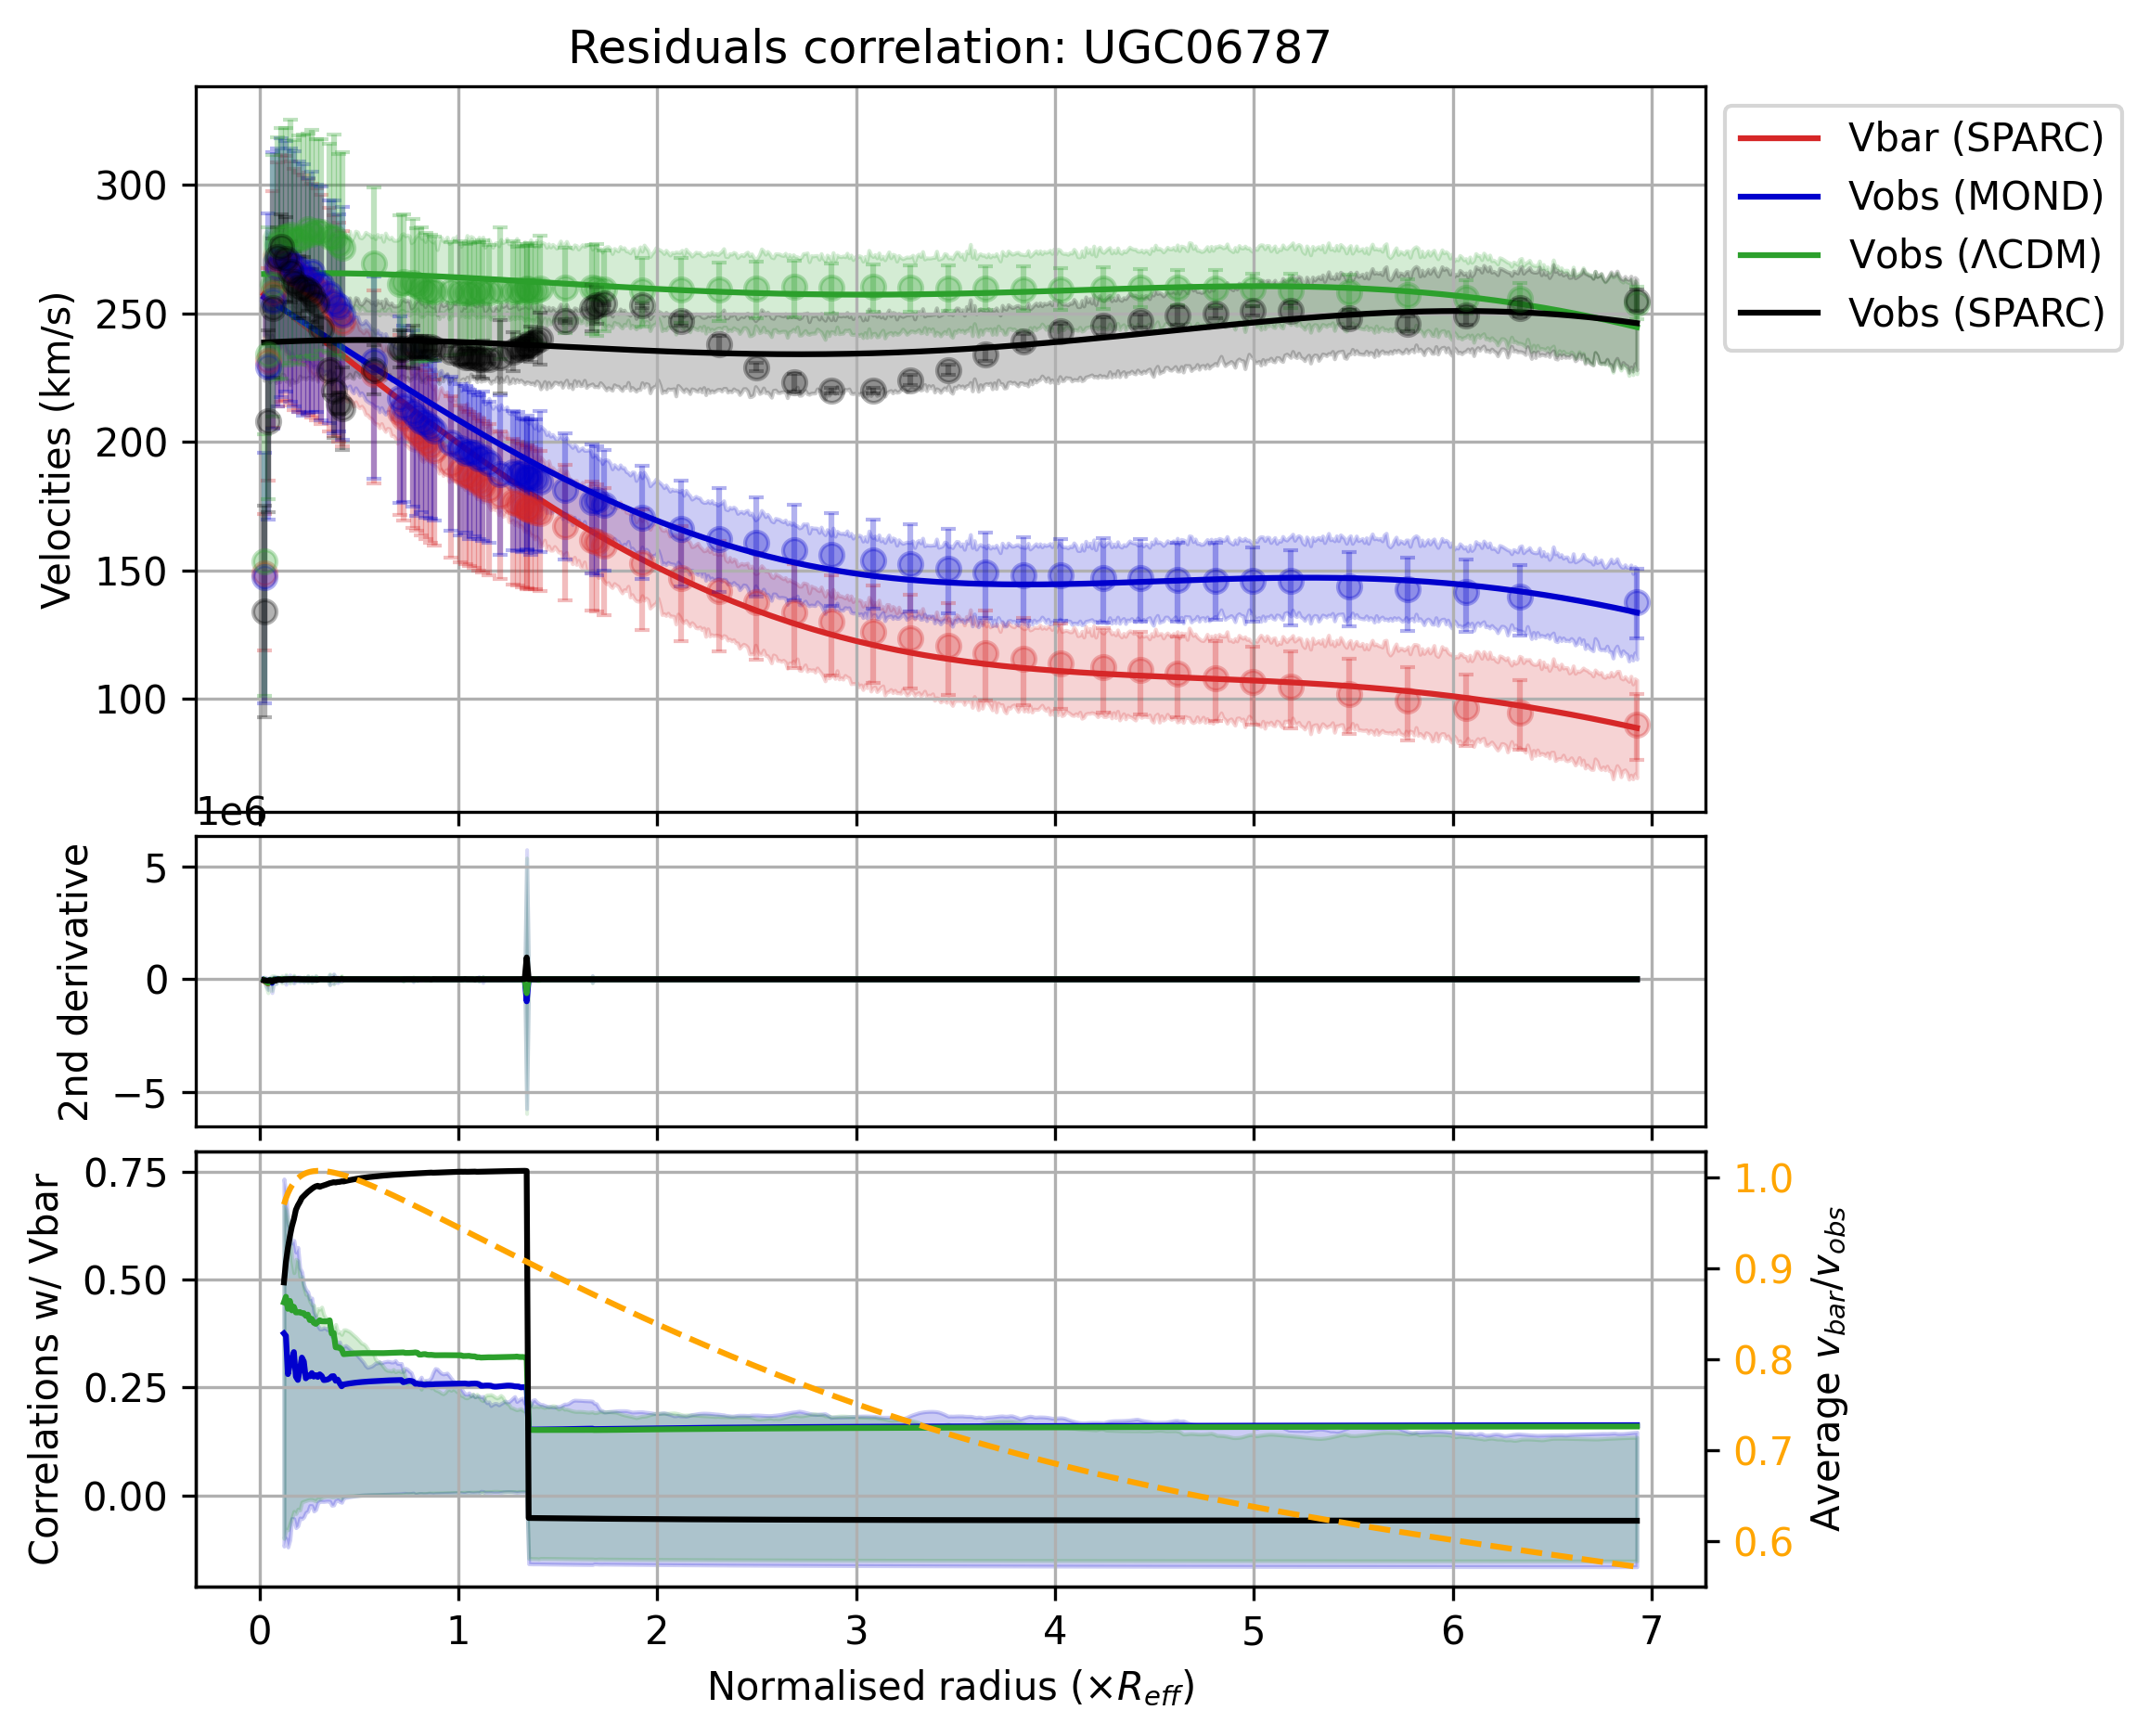 Residuals correlation: UGC06787
Velocities (km/s)
300
250
200
150
100
Vbar (SPARC)
Vobs (MOND)
Vobs (ΛCDM)
Vobs (SPARC)
1e6
2nd derivative
5
0
−5
Correlations w/ Vbar
0.75
0.50
0.25
0.00
1.0
0.9
0.8
0.7
0.6
Average v_bar/v_obs
0 1 2 3 4 5 6 7
Normalised radius (×R_eff)